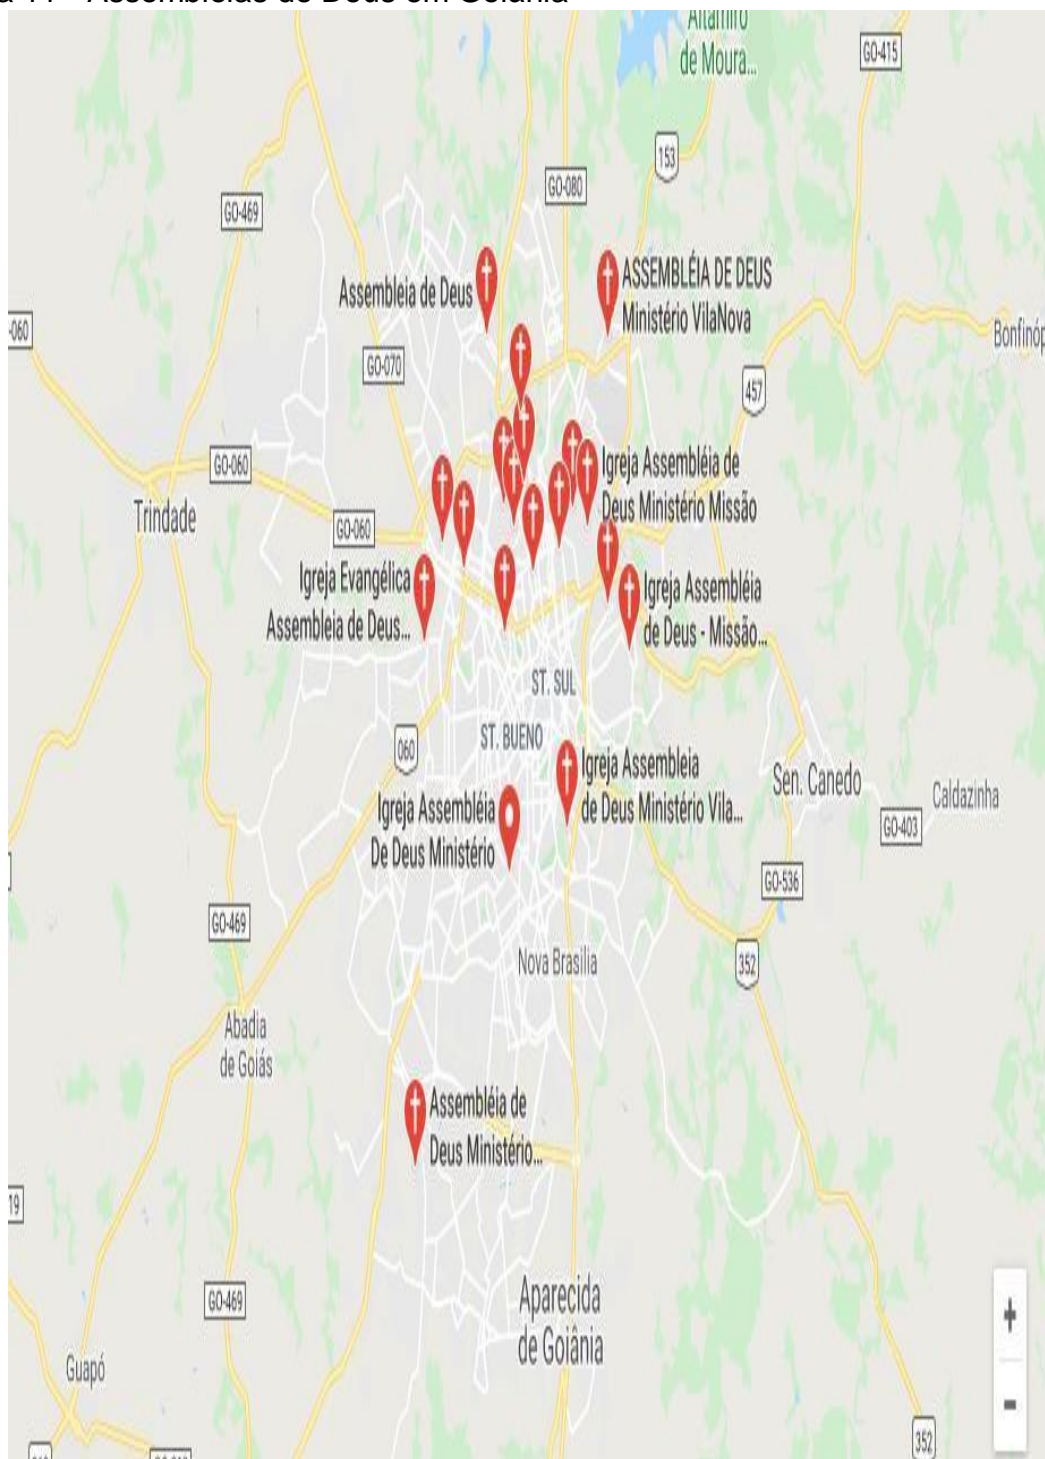 Assembleias de Deus em Goiânia
Altamiro
de Moura...
GO-415
153
GO-080
GO-469
Assembleia de Deus
ASSEMBLÉIA DE DEUS
Ministério VilaNova
-060
Bonfinóp
GO-070
457
GO-060
Igreja Assembléia de
Deus Ministério Missão
Trindade
GO-060
Igreja Evangélica
Assembleia de Deus...
Igreja Assembléia
de Deus - Missão...
ST. SUL
ST. BUENO
060
Igreja Assembleia
de Deus Ministério Vila...
Sen. Canedo
Caldazinha
GO-403
Igreja Assembléia
De Deus Ministério
GO-536
GO-469
Nova Brasilia
352
Abadia
de Goiás
Assembléia de
Deus Ministério...
19
GO-469
Aparecida
de Goiânia
+
-
Guapó
352